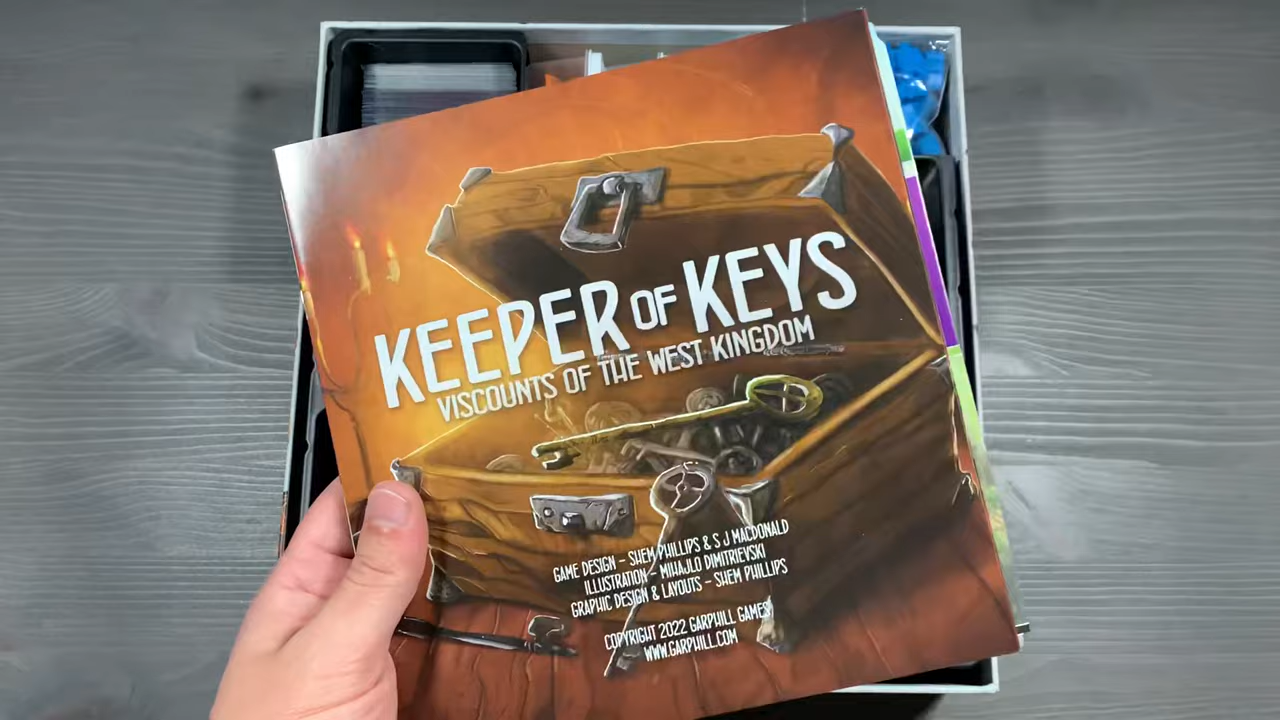 KEEPER OF KEYS
VISCOUNTS OF THE WEST KINGDOM
GAME DESIGN - SHEM PHILLIPS & S J MACDONALD
ILLUSTRATION - MIHAJLO DIMITRIEVSKI
GRAPHIC DESIGN & LAYOUTS - SHEM PHILLIPS
COPYRIGHT 2022 GARPHILL GAMES
WWW.GARPHILL.COM